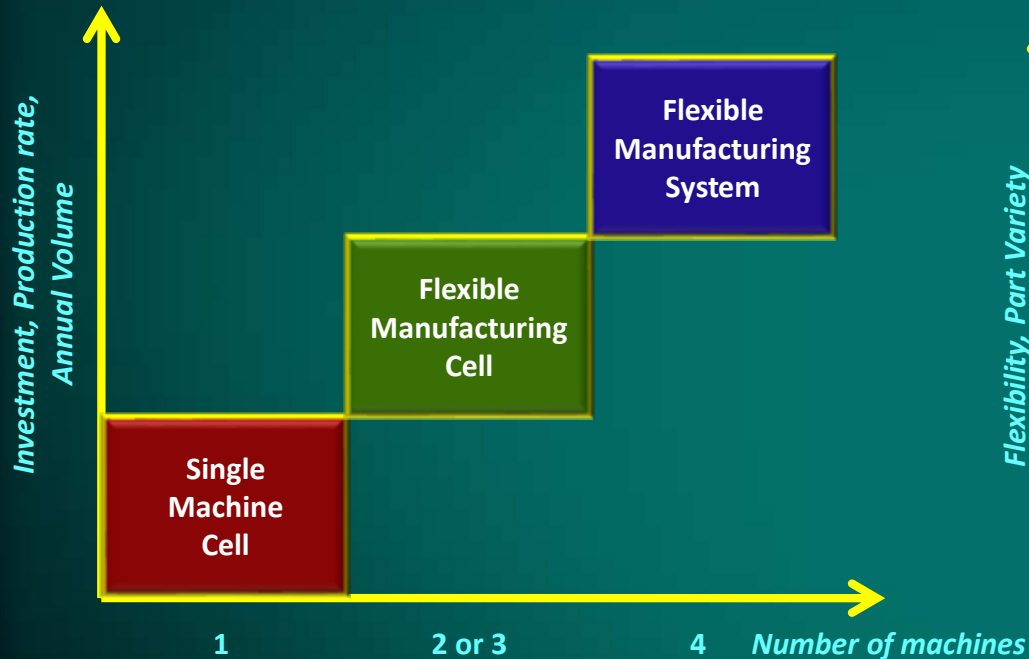 Investment, Production rate,
Annual Volume
Flexible
Manufacturing
System
Flexible
Manufacturing
Cell
Single
Machine
Cell
1
2 or 3
4
Number of machines
Flexibility, Part Variety